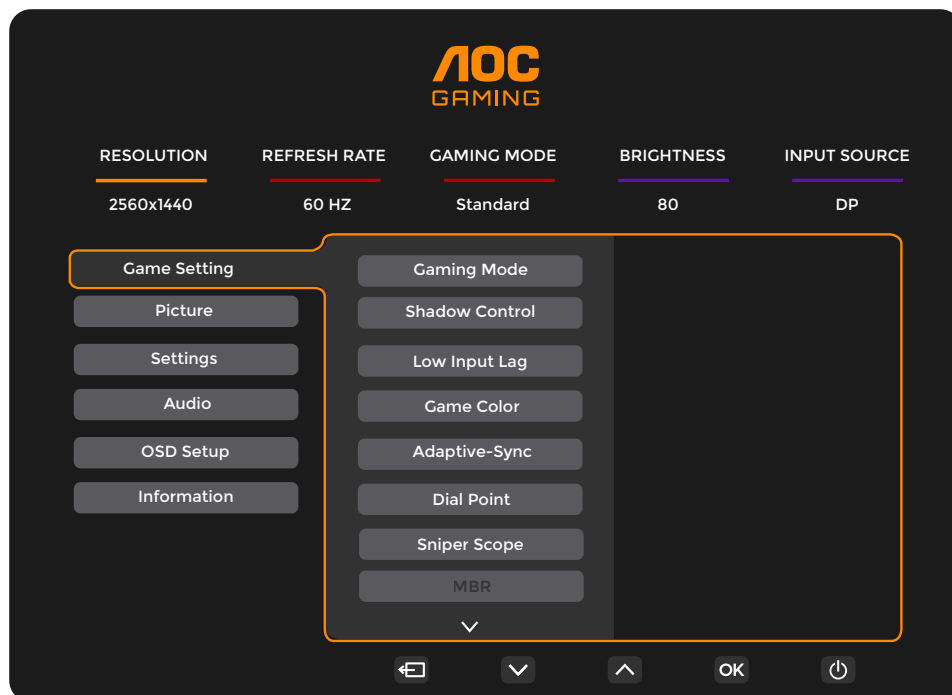 AOC
GAMING
RESOLUTION REFRESH RATE GAMING MODE BRIGHTNESS INPUT SOURCE
2560x1440 60 HZ Standard 80 DP
Game Setting
Picture
Settings
Audio
OSD Setup
Information
Gaming Mode
Shadow Control
Low Input Lag
Game Color
Adaptive-Sync
Dial Point
Sniper Scope
MBR
OK